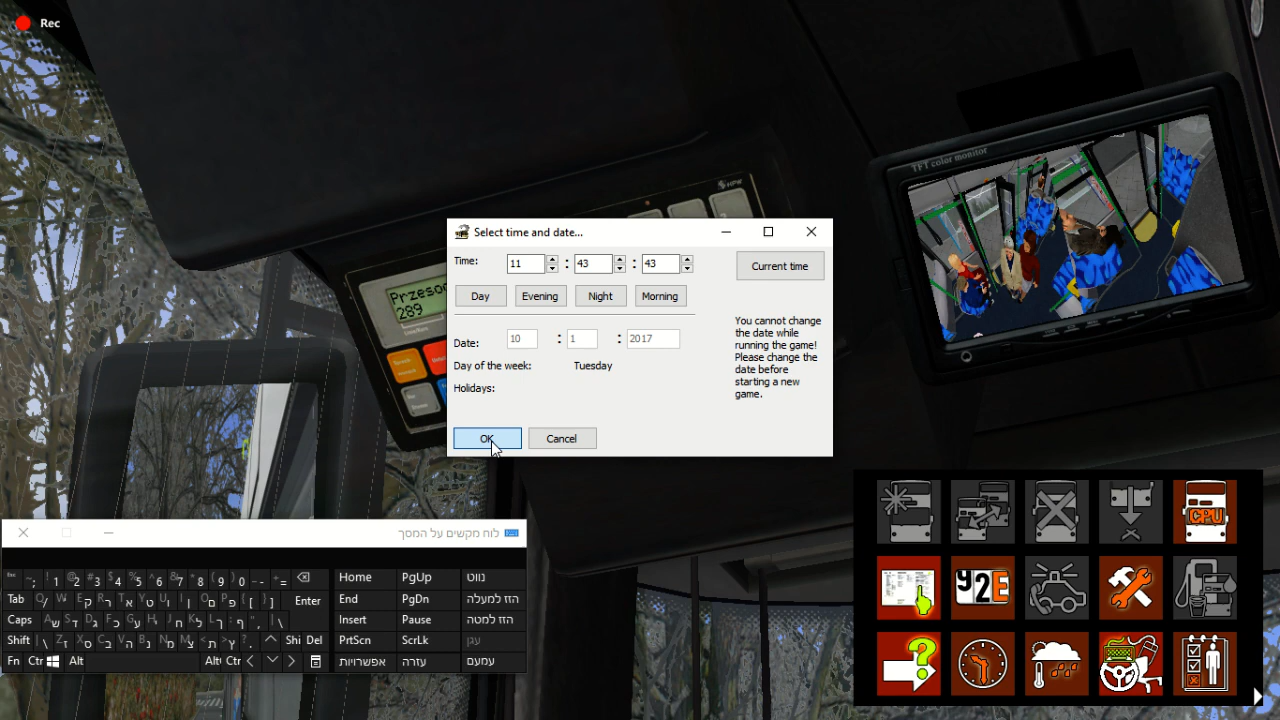 Rec
TFT color monitor
Przesod
289
Select time and date...
Time: 11 : 43 : 43
Current time
Day Evening Night Morning
You cannot change
the date while
running the game!
Please change the
date before
starting a new
game.
Date: 10 : 1 : 2017
Day of the week: Tuesday
Holidays:
OK Cancel
CPU
92E
לוח מקשים על המסך
Home PgUp נווט
Tab Enter End PgDn הזז למעלה
Caps Insert Pause הזז למטה
Shift Shi Del PrtScn ScrLk עגן
Fn Ctr Alt Alt Ctr אפשרויות עזרה עמעם